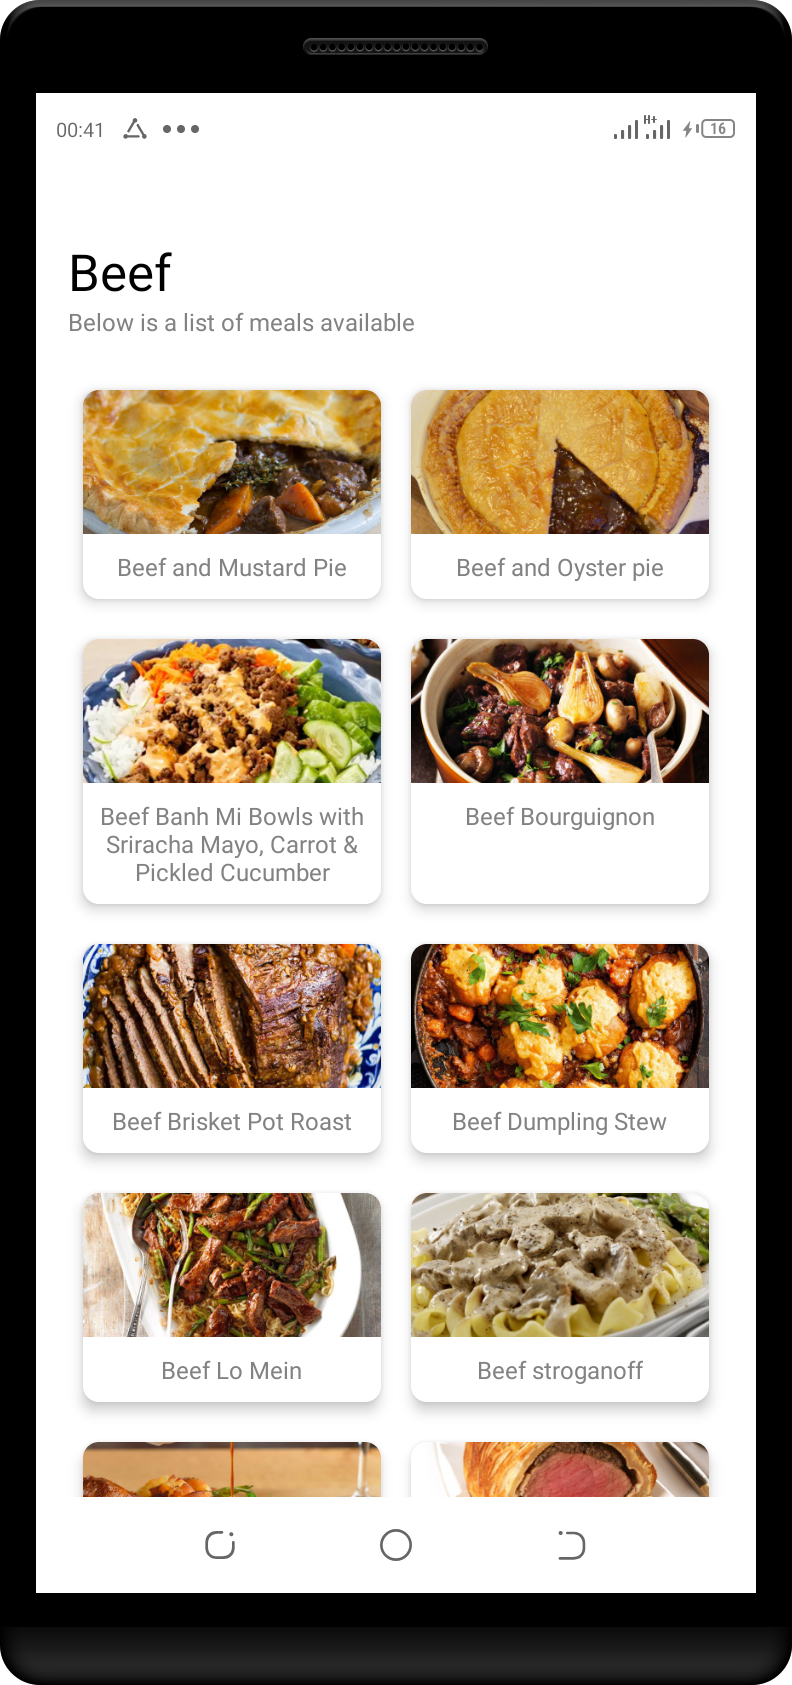 00:41
H+
16
Beef
Below is a list of meals available
Beef and Mustard Pie
Beef and Oyster pie
Beef Banh Mi Bowls with
Sriracha Mayo, Carrot &
Pickled Cucumber
Beef Bourguignon
Beef Brisket Pot Roast
Beef Dumpling Stew
Beef Lo Mein
Beef stroganoff